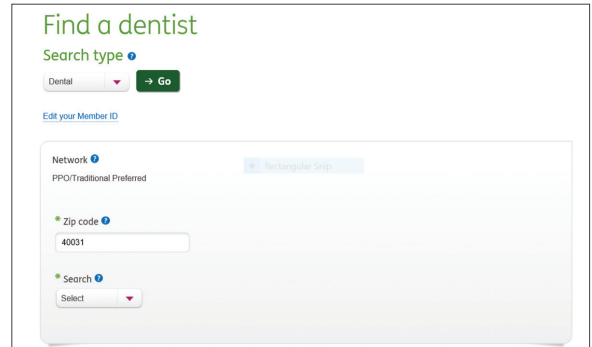 Find a dentist
Search type ?
Dental
→ Go
Edit your Member ID
Network ?
PPO/Traditional Preferred
Rectangular Snip
* Zip code ?
40031
* Search ?
Select